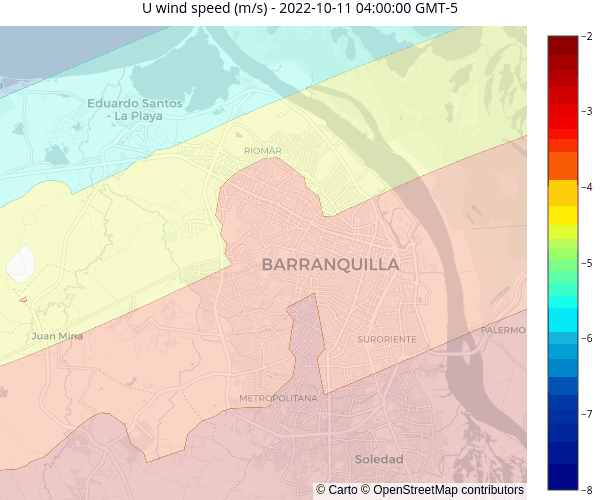 U wind speed (m/s) - 2022-10-11 04:00:00 GMT-5
−2
−3
−4
−5
−6
−7
−8
Eduardo Santos
- La Playa
RIOMAR
BARRANQUILLA
Juan Mina
SURORIENTE
PALERMO
METROPOLITANA
Soledad
© Carto © OpenStreetMap contributors